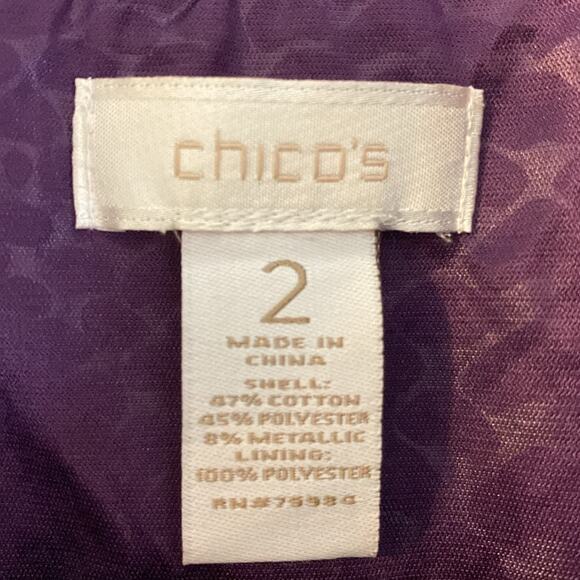 chico's
2
MADE IN
CHINA
SHELL:
47% COTTON
45% POLYESTER
8% METALLIC
LINING:
100% POLYESTER
RN#75984